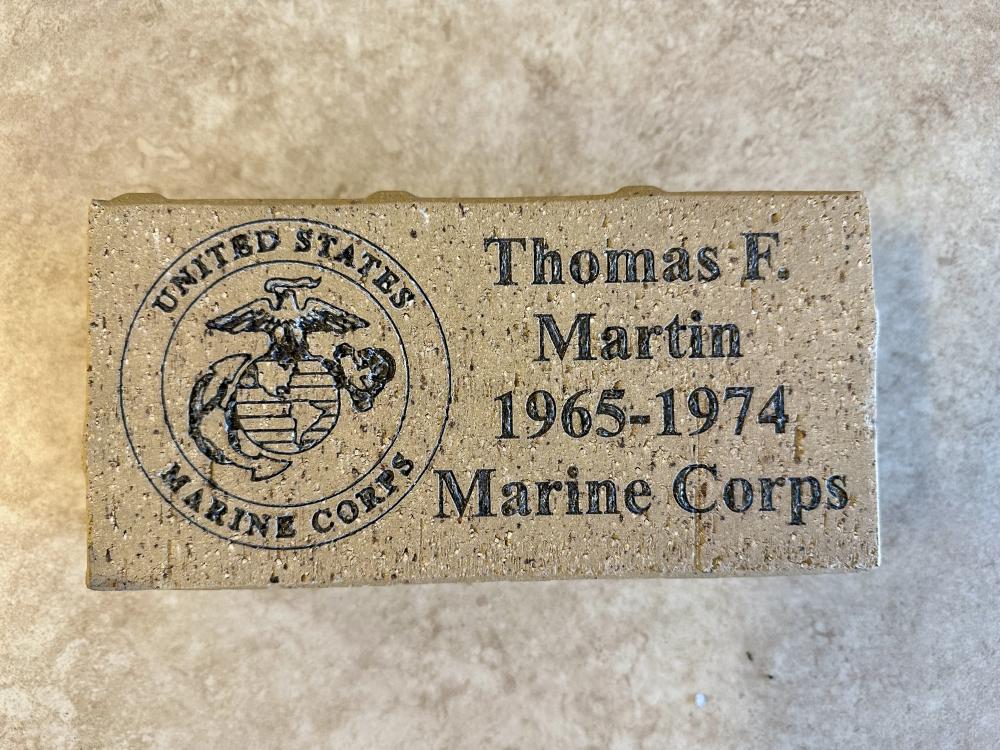 UNITED STATES
MARINE CORPS
Thomas F.
Martin
1965-1974
Marine Corps